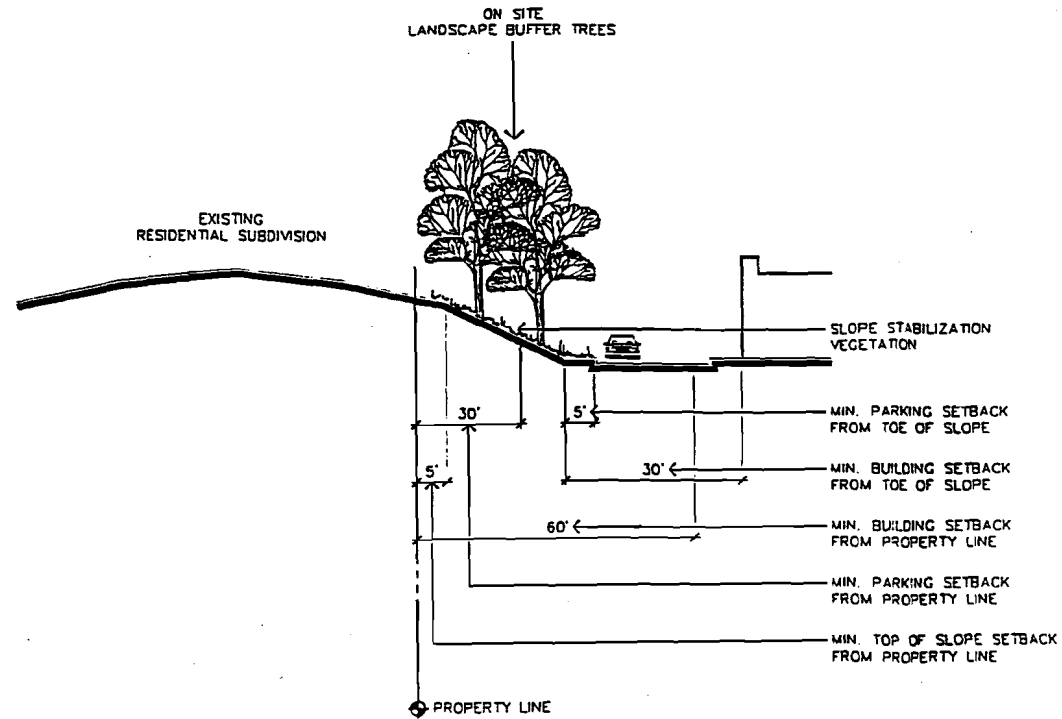 ON SITE
LANDSCAPE BUFFER TREES
EXISTING
RESIDENTIAL SUBDIVISION
SLOPE STABILIZATION
VEGETATION
30'
5'
MIN. PARKING SETBACK
FROM TOE OF SLOPE
5'
30'
MIN. BUILDING SETBACK
FROM TOE OF SLOPE
60'
MIN. BUILDING SETBACK
FROM PROPERTY LINE
MIN. PARKING SETBACK
FROM PROPERTY LINE
MIN. TOP OF SLOPE SETBACK
FROM PROPERTY LINE
PROPERTY LINE